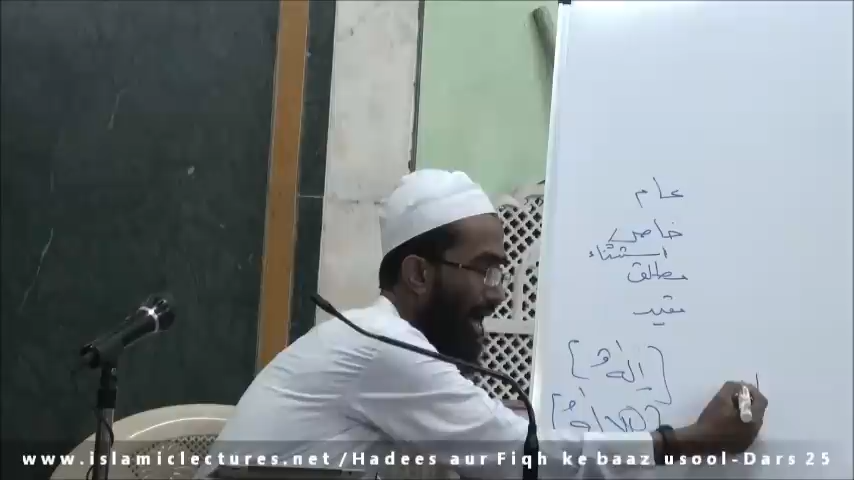 عام
خاص
استثناء
مطلق
مقید
www.islamiclectures.net / Hadees aur Fiqh ke baaz usool-Dars 25